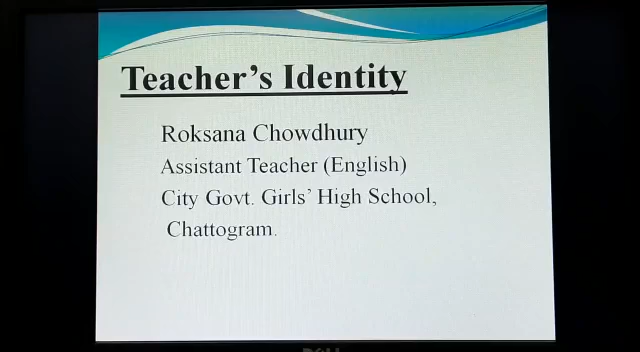 Teacher's Identity
Roksana Chowdhury
Assistant Teacher (English)
City Govt. Girls' High School,
Chattogram.